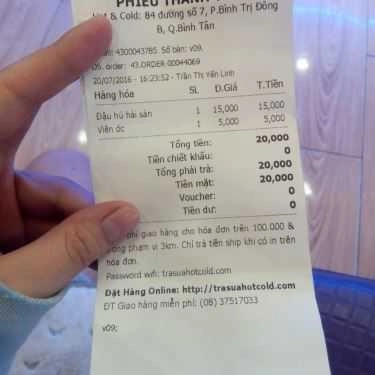 PHIẾU THANH
& Cold: 84 đường số 7, P.Bình Trị Đông
B, Q.Bình Tân
4300043785. Số bàn: v09.
order: 43.ORDER-00044069
20/07/2016 - 16:23:52 - Trần Thị Yến Linh
Hàng hóa SL Đ.Giá T.Tiền
Đậu hủ hải sản 1 15,000 15,000
Viên ốc 1 5,000 5,000
Tổng tiền: 20,000
Tiền chiết khấu: 0
Tổng phải trả: 20,000
Tiền mặt: 20,000
Voucher: 0
Tiền dư: 0
phí giao hàng cho hóa đơn trên 100.000 &
phạm vi 3km. Chỉ trả tiền ship khi có in trên
hóa đơn.
Password wifi: trasuahotcold.com
Đặt Hàng Online: http://trasuahotcold.com
ĐT Giao hàng miễn phí: (08) 37517033
v09;